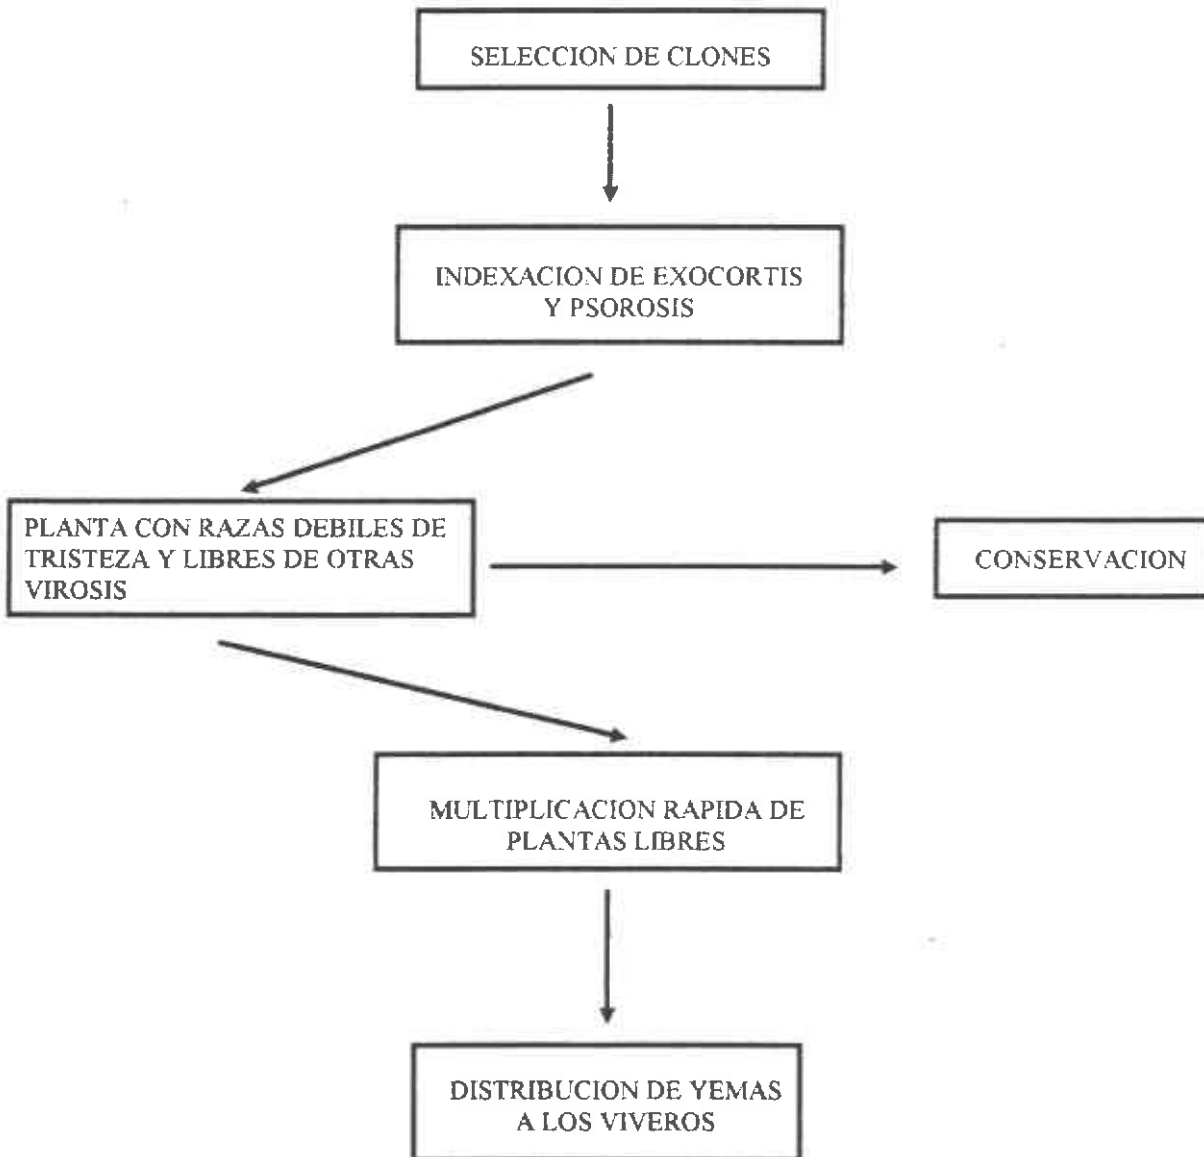 SELECCION DE CLONES
INDEXACION DE EXOCORTIS
Y PSOROSIS
PLANTA CON RAZAS DEBILES DE
TRISTEZA Y LIBRES DE OTRAS
VIROSIS
CONSERVACION
MULTIPLICACION RAPIDA DE
PLANTAS LIBRES
DISTRIBUCION DE YEMAS
A LOS VIVEROS